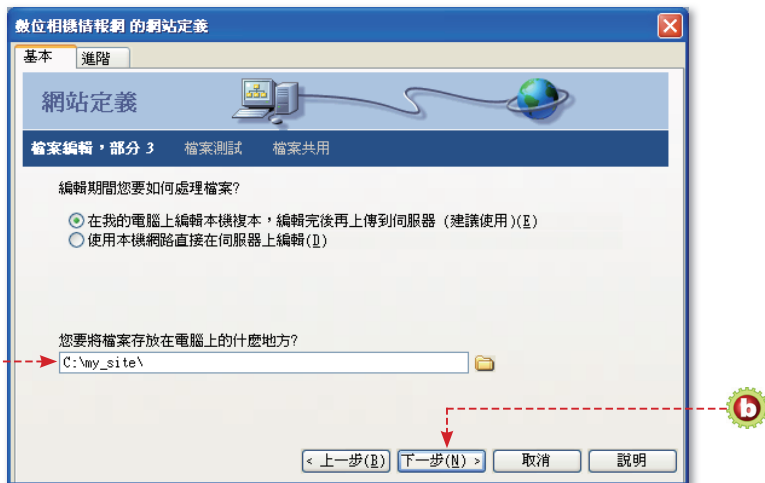 數位相機情報網 的網站定義
基本 進階
網站定義
檔案編輯，部分 3 檔案測試 檔案共用
編輯期間您要如何處理檔案?
在我的電腦上編輯本機複本，編輯完後再上傳到伺服器 (建議使用)(E)
使用本機網路直接在伺服器上編輯(D)
您要將檔案存放在電腦上的什麼地方?
C:\my_site\
b
< 上一步(B) 下一步(N) > 取消 說明